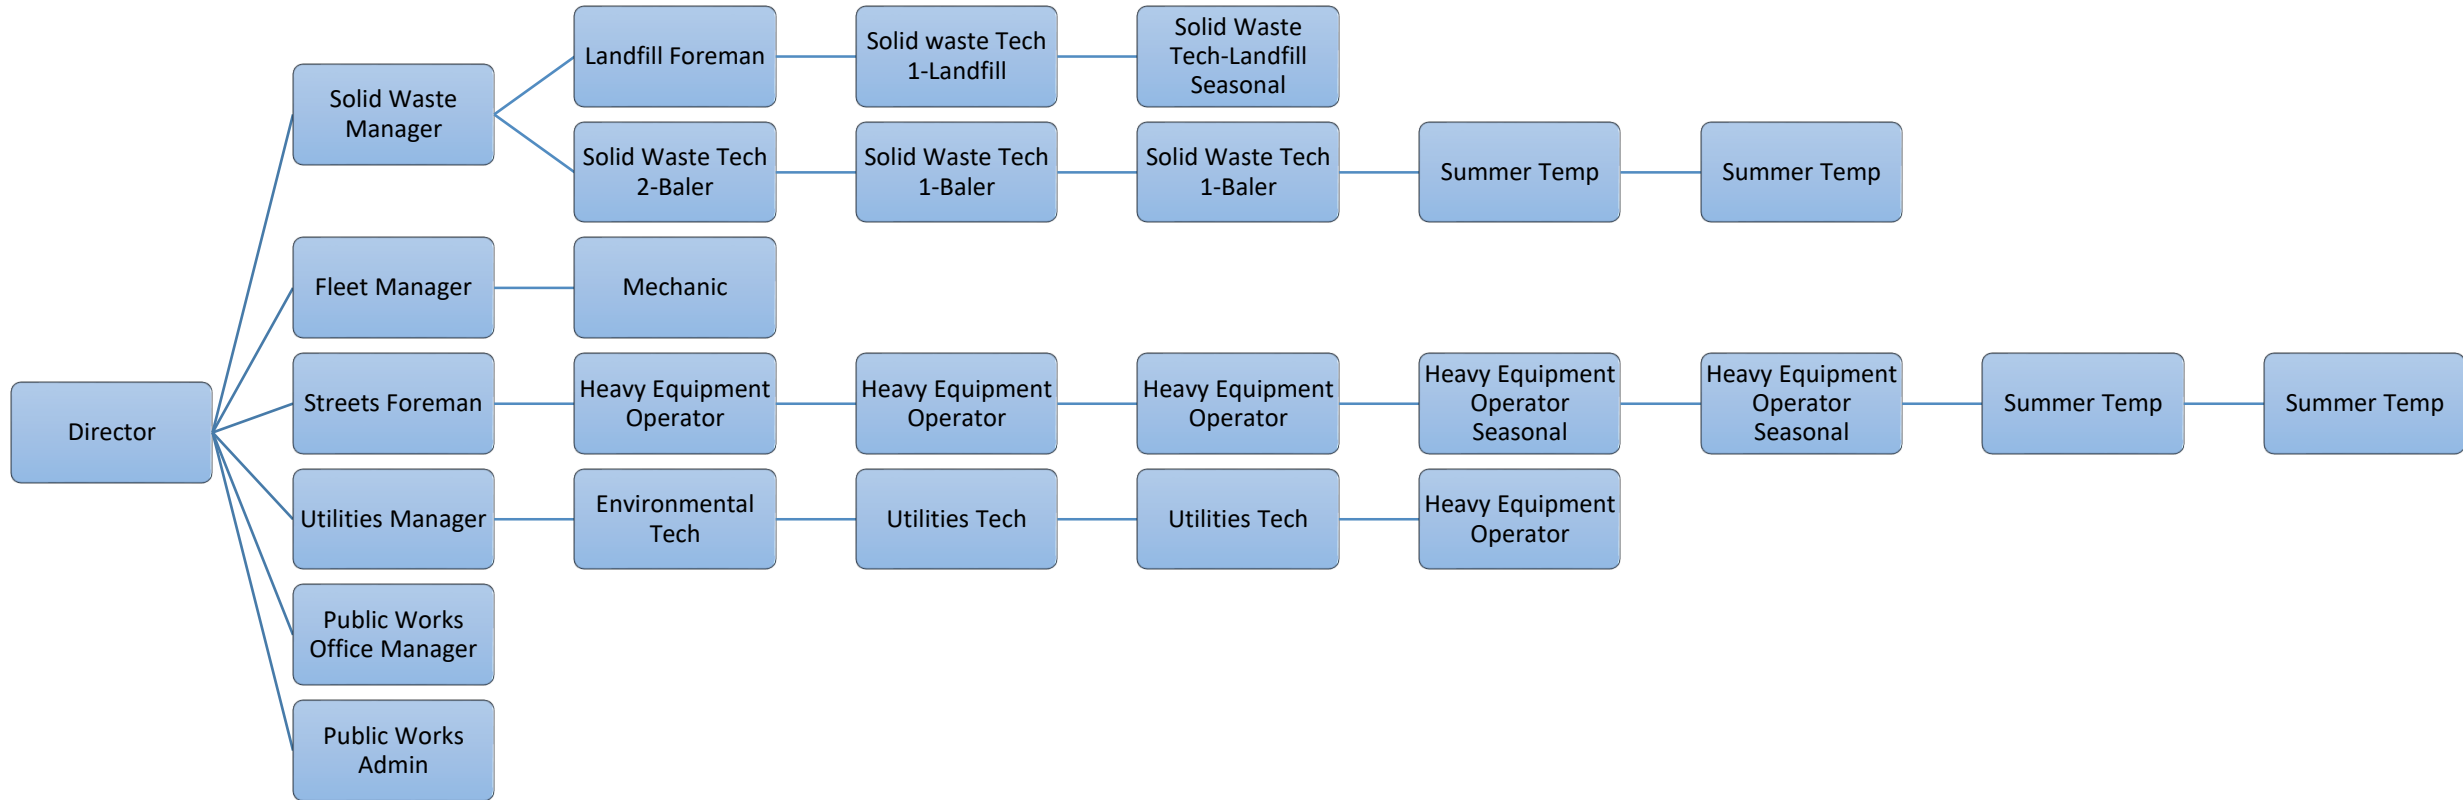 Director
Solid Waste
Manager
Landfill Foreman
Solid waste Tech
1-Landfill
Solid Waste
Tech-Landfill
Seasonal
Solid Waste Tech
2-Baler
Solid Waste Tech
1-Baler
Solid Waste Tech
1-Baler
Summer Temp
Summer Temp
Fleet Manager
Mechanic
Streets Foreman
Heavy Equipment
Operator
Heavy Equipment
Operator
Heavy Equipment
Operator
Heavy Equipment
Operator
Seasonal
Heavy Equipment
Operator
Seasonal
Summer Temp
Summer Temp
Utilities Manager
Environmental
Tech
Utilities Tech
Utilities Tech
Heavy Equipment
Operator
Public Works
Office Manager
Public Works
Admin